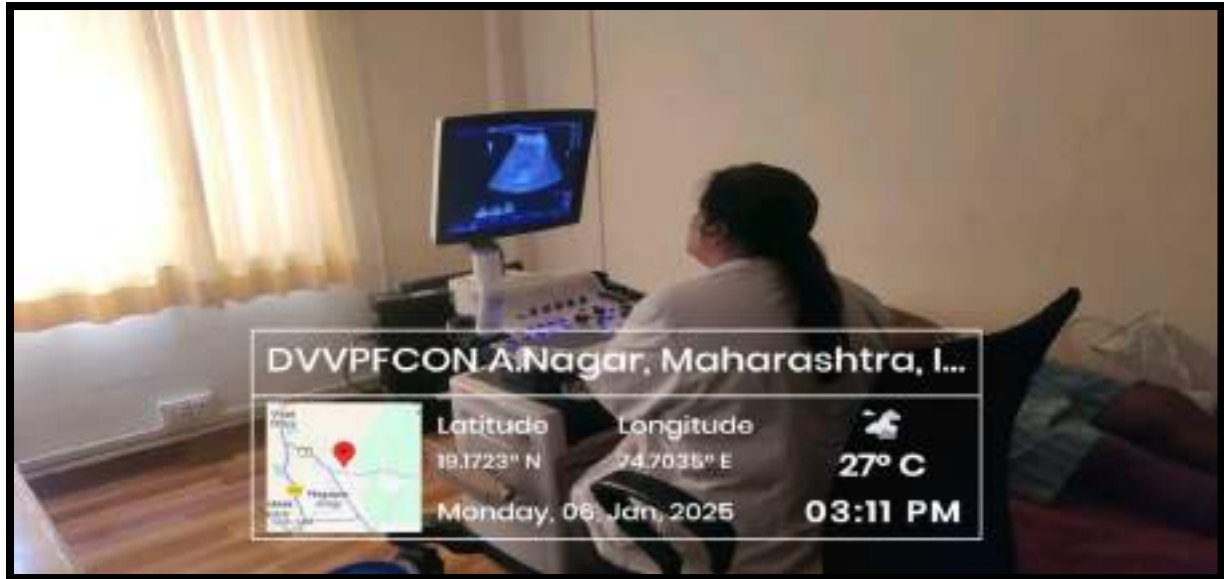 DVVPFCON A.Nagar, Maharashtra, I...
Latitude
19.1723° N
Longitude
74.7035° E
27° C
Monday, 06, Jan, 2025
03:11 PM